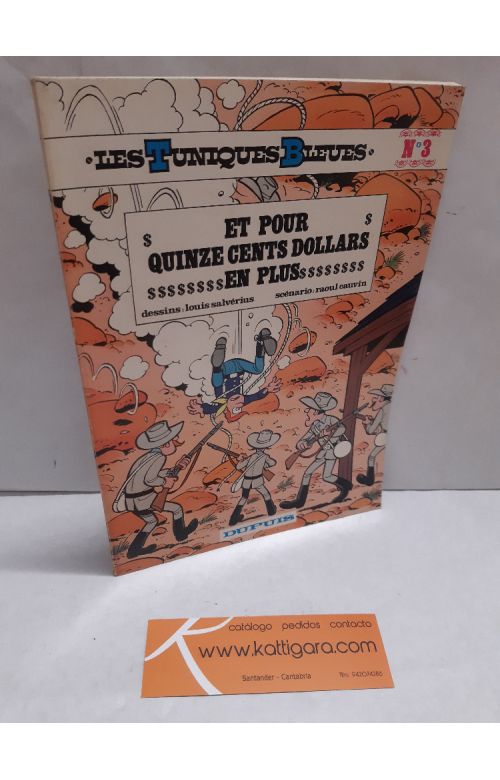 LES TUNIQUES BLEUES
N°3
$ ET POUR $
QUINZE CENTS DOLLARS
$$$$$$$$ EN PLUS $$$$$$$$
dessins: louis salvérius scénario: raoul cauvin
DUPUIS
catálogo pedidos contacto
www.kattigara.com
Santander - Cantabria